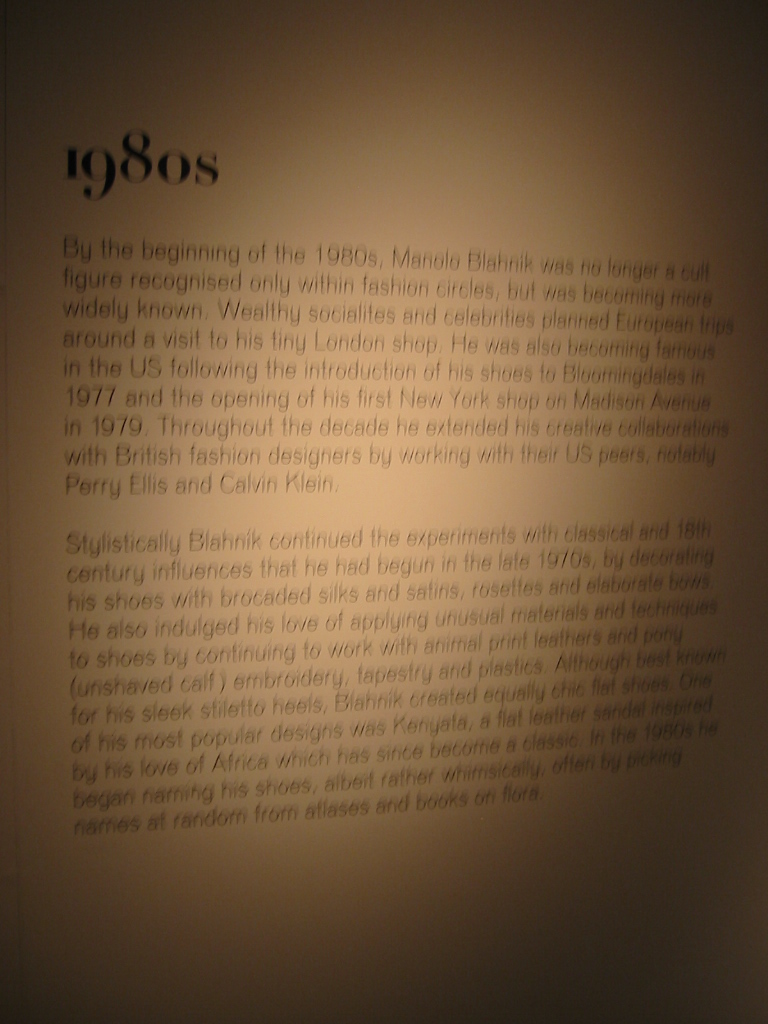 1980s
By the beginning of the 1980s, Manolo Blahnik was no longer a cult
figure recognised only within fashion circles, but was becoming more
widely known. Wealthy socialites and celebrities planned European trips
around a visit to his tiny London shop. He was also becoming famous
in the US following the introduction of his shoes to Bloomingdales in
1977 and the opening of his first New York shop on Madison Avenue
in 1979. Throughout the decade he extended his creative collaborations
with British fashion designers by working with their US peers, notably
Perry Ellis and Calvin Klein.
Stylistically Blahnik continued the experiments with classical and 18th
century influences that he had begun in the late 1970s, by decorating
his shoes with brocaded silks and satins, rosettes and elaborate bows.
He also indulged his love of applying unusual materials and techniques
to shoes by continuing to work with animal print leathers and pony
(unshaved calf) embroidery, tapestry and plastics. Although best known
for his sleek stiletto heels, Blahnik created equally chic flat shoes. One
of his most popular designs was Kenyata, a flat leather sandal inspired
by his love of Africa which has since become a classic. In the 1980s he
began naming his shoes, albeit rather whimsically, often by picking
names at random from atlases and books on flora.